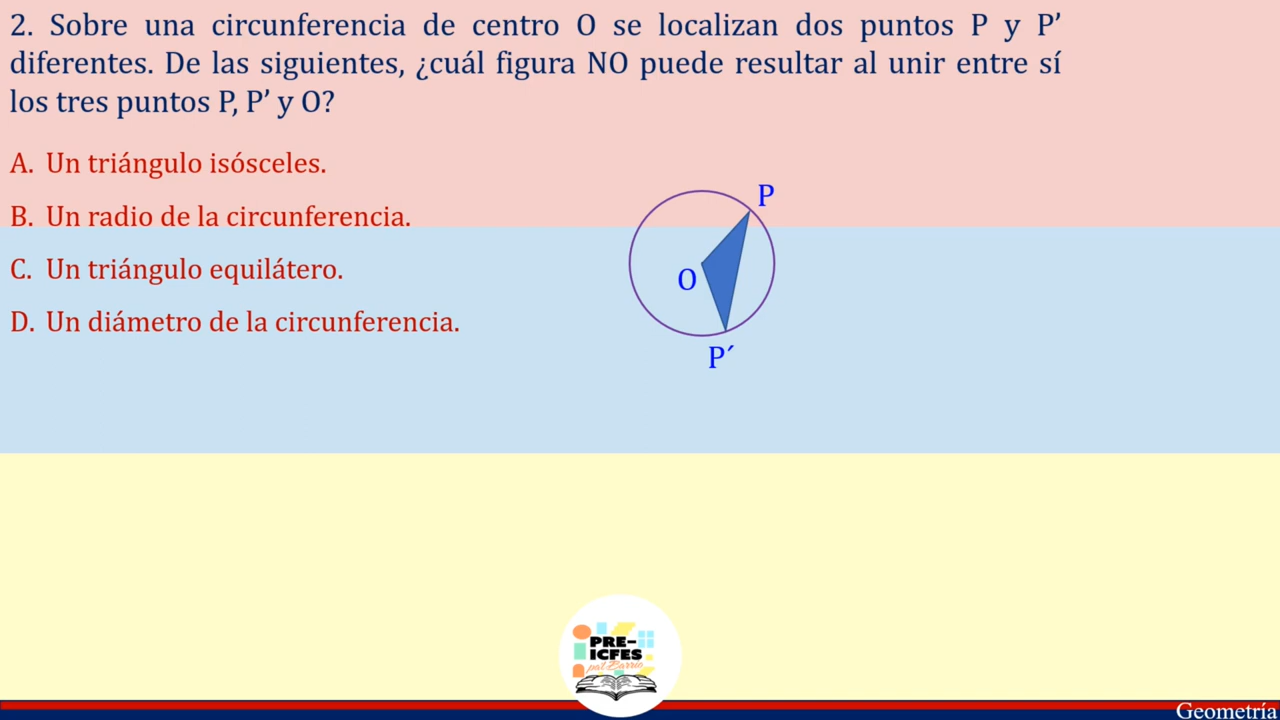 2. Sobre una circunferencia de centro O se localizan dos puntos P y P’
diferentes. De las siguientes, ¿cuál figura NO puede resultar al unir entre sí
los tres puntos P, P’ y O?
A. Un triángulo isósceles.
B. Un radio de la circunferencia.
C. Un triángulo equilátero.
D. Un diámetro de la circunferencia.
P
O
P´
PRE-
ICFES
pal Barrio
Geometría